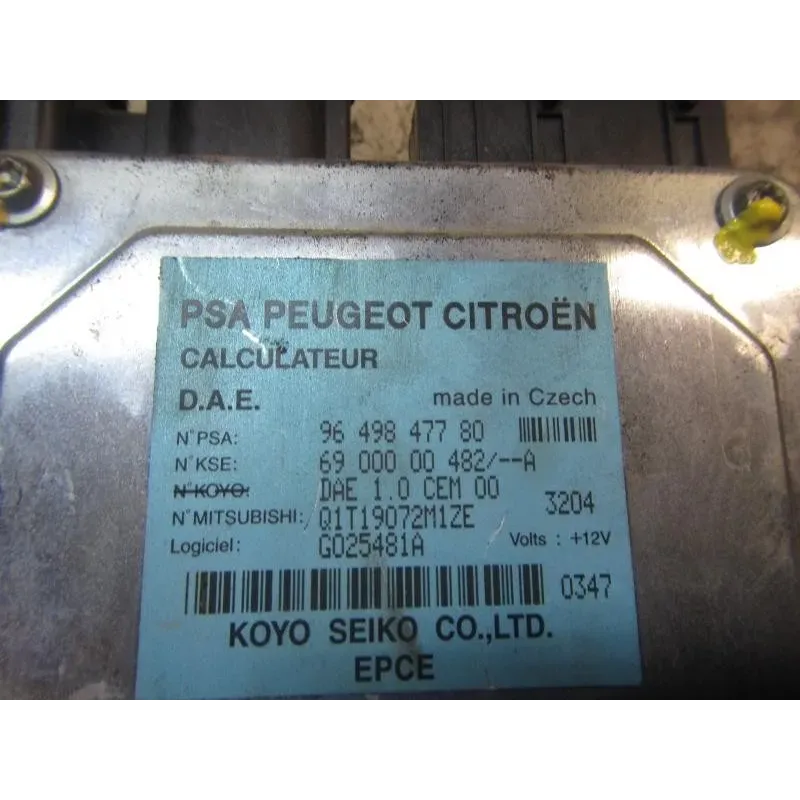 PSA PEUGEOT CITROËN
CALCULATEUR
D.A.E. made in Czech
N°PSA: 96 498 477 80
N°KSE: 69 000 00 482/--A
N°KOYO: DAE 1.0 CEM 00
N°MITSUBISHI: Q1T19072M1ZE 3204
Logiciel: G025481A Volts : +12V
0347
KOYO SEIKO CO.,LTD.
EPCE